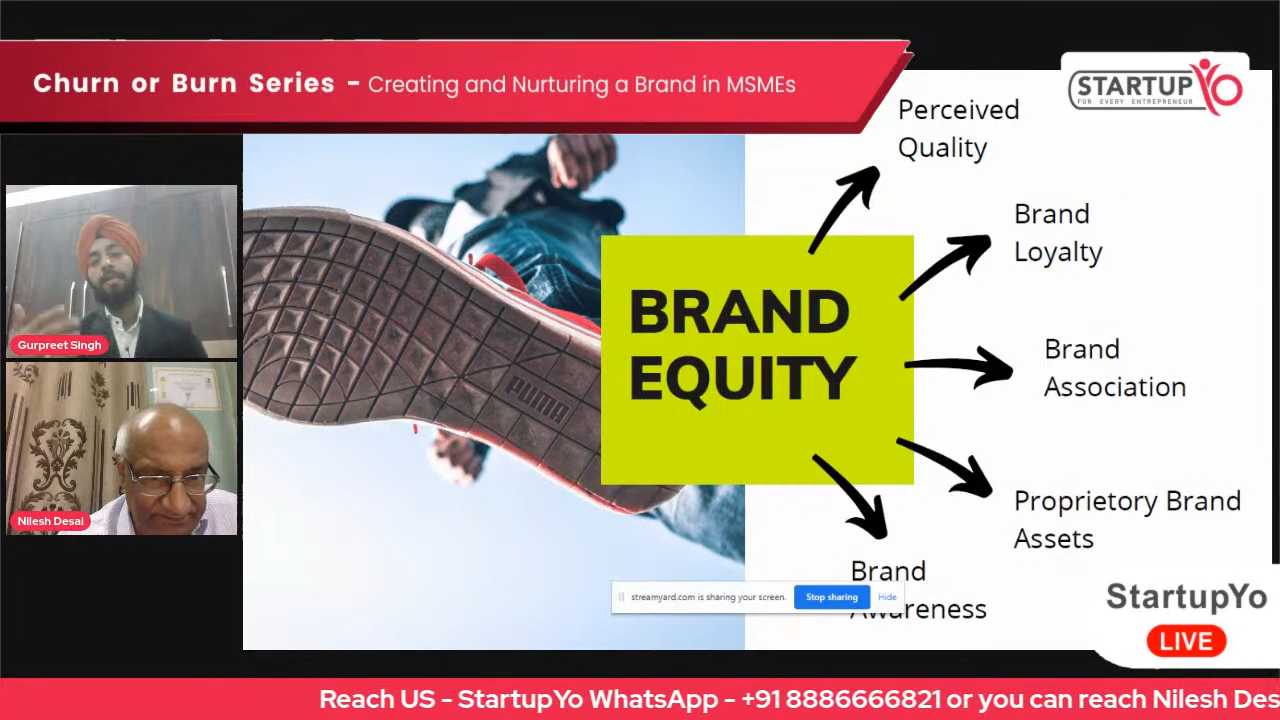 Churn or Burn Series - Creating and Nurturing a Brand in MSMEs
STARTUP YO
FOR EVERY ENTREPRENEUR
Perceived
Quality
Brand
Loyalty
BRAND
EQUITY
Brand
Association
PUMA
Proprietory Brand
Assets
Brand
Awareness
Gurpreet Singh
Nilesh Desai
streamyard.com is sharing your screen.
Stop sharing
Hide
StartupYo
LIVE
Reach US - StartupYo WhatsApp - +91 8886666821 or you can reach Nilesh Des